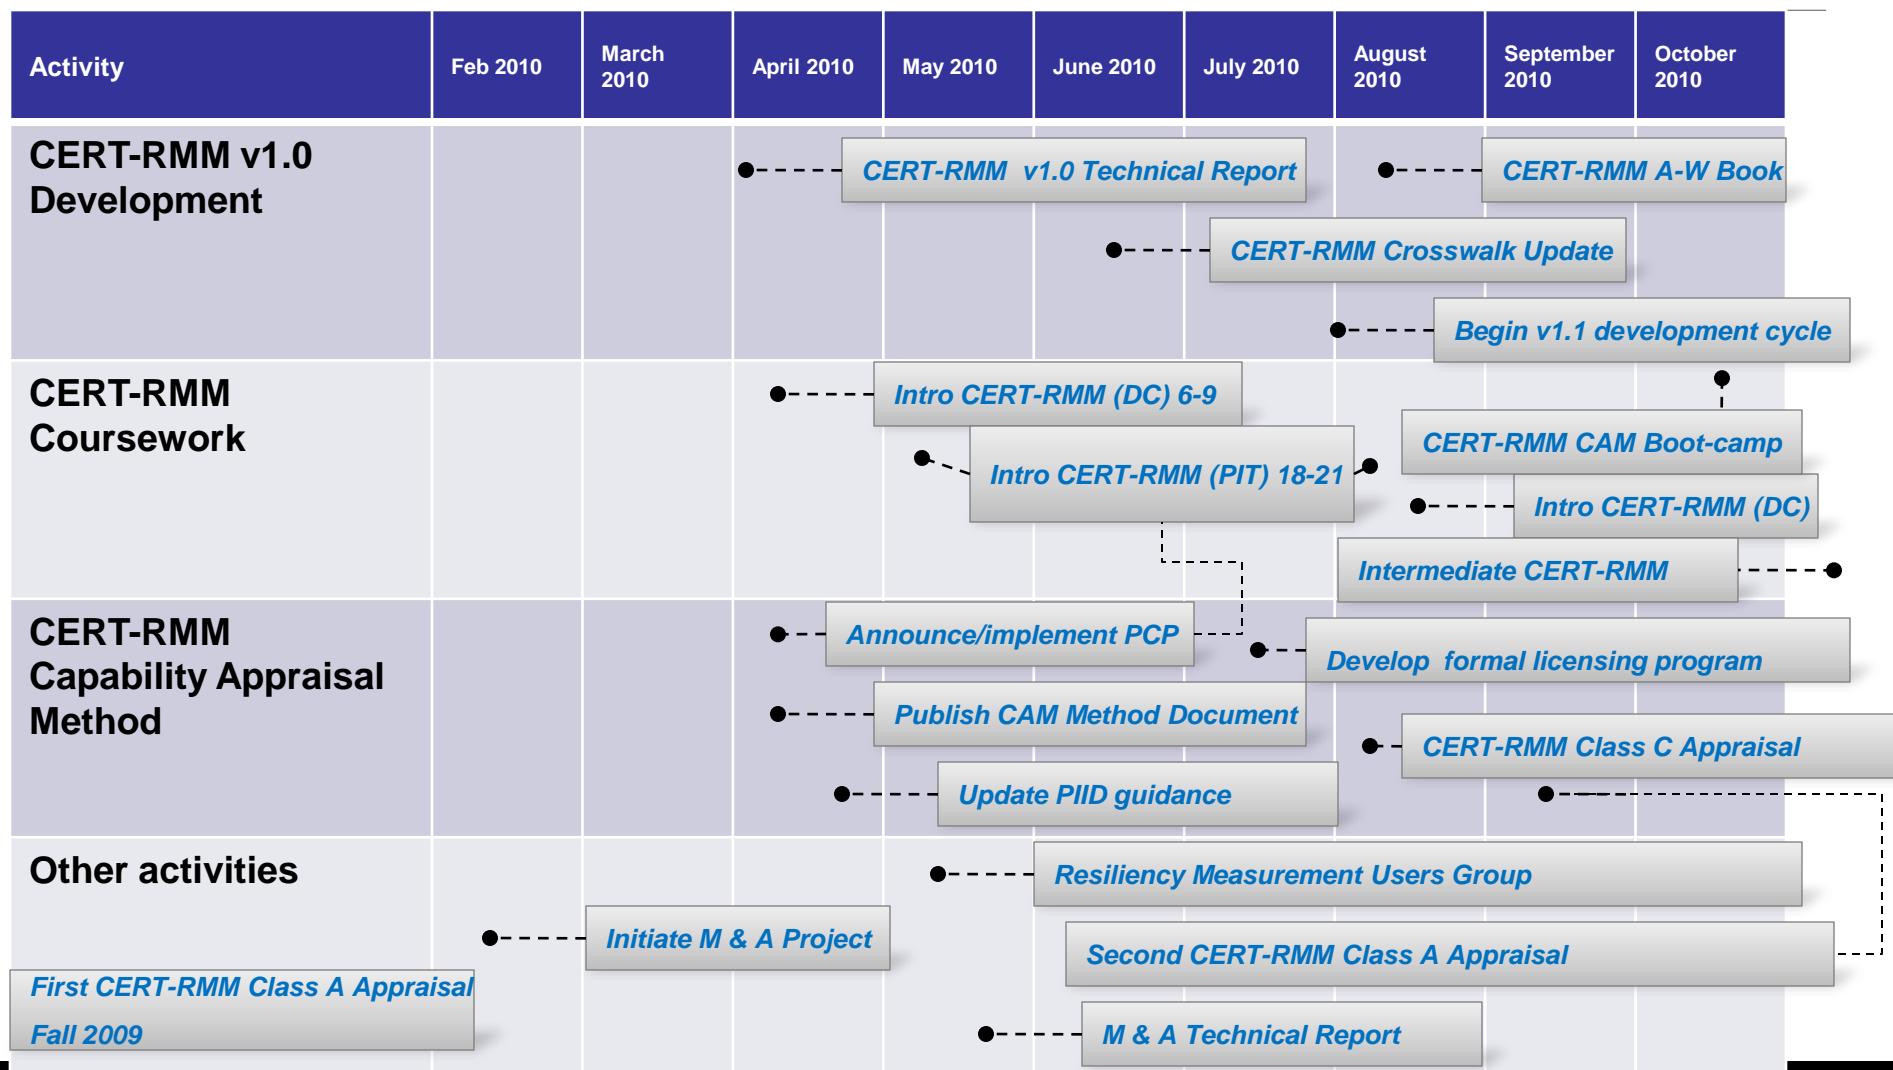 Activity
Feb 2010
March
2010
April 2010
May 2010
June 2010
July 2010
August
2010
September
2010
October
2010
CERT-RMM v1.0
Development
CERT-RMM v1.0 Technical Report
CERT-RMM A-W Book
CERT-RMM Crosswalk Update
Begin v1.1 development cycle
CERT-RMM
Coursework
Intro CERT-RMM (DC) 6-9
CERT-RMM CAM Boot-camp
Intro CERT-RMM (PIT) 18-21
Intro CERT-RMM (DC)
Intermediate CERT-RMM
CERT-RMM
Capability Appraisal
Method
Announce/implement PCP
Develop formal licensing program
Publish CAM Method Document
CERT-RMM Class C Appraisal
Update PIID guidance
Other activities
Resiliency Measurement Users Group
Initiate M & A Project
Second CERT-RMM Class A Appraisal
First CERT-RMM Class A Appraisal
Fall 2009
M & A Technical Report